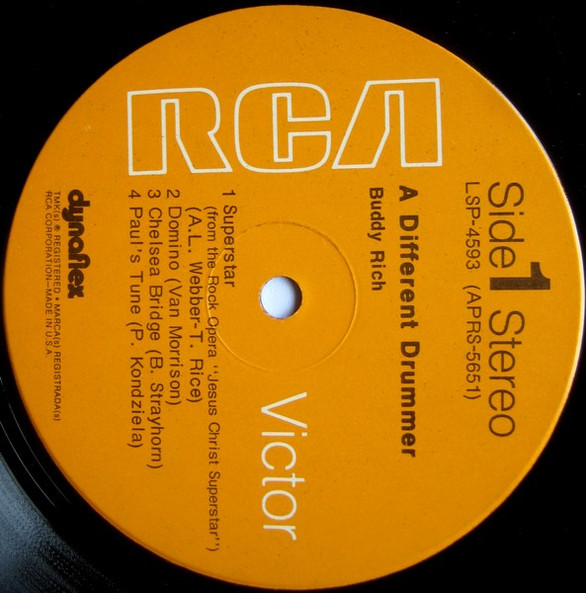 RCA
Side 1 Stereo
LSP-4593 (APRS-5651)
A Different Drummer
Buddy Rich
Victor
1 Superstar
(from the Rock Opera "Jesus Christ Superstar")
(A.L. Webber-T. Rice)
2 Domino (Van Morrison)
3 Chelsea Bridge (B. Strayhorn)
4 Paul's Tune (P. Kondziela)
dynaflex
TMK(s) ® REGISTERED • MARCA(s) REGISTRADA(s)
RCA CORPORATION—MADE IN U.S.A.